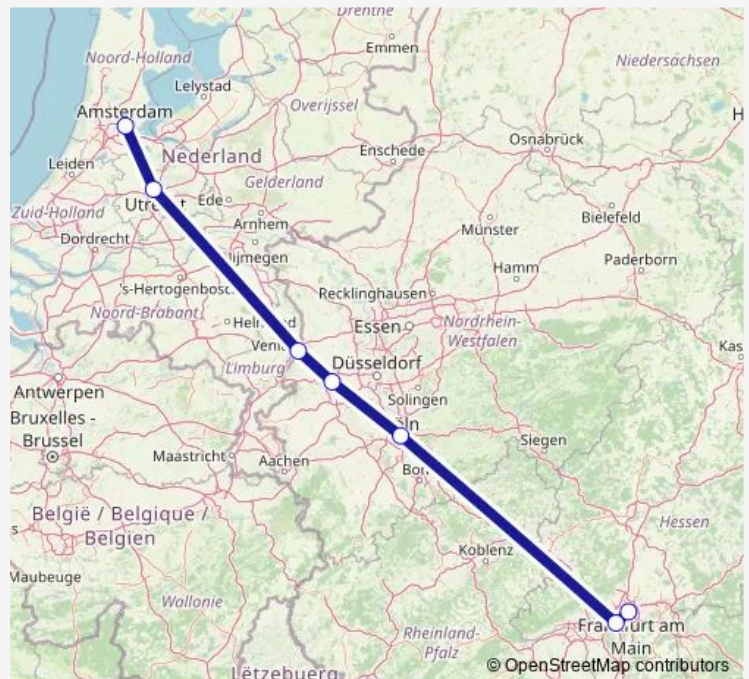 Drenthe
Emmen
Noord-Holland
Niedersachsen
Lelystad
Amsterdam
Overijssel
H
Osnabrück
Enschede
Leiden
Nederland
Gelderland
Ede
Zuid-Holland
Arnhem
Bielefeld
Münster
Dordrecht
Paderborn
Hamm
Recklinghausen
Noord-Brabant
Essen
Nordrhein-
Westfalen
Kas
Limburg
Düsseldorf
Antwerpen
Solingen
Bruxelles -
Brussel
Siegen
Maastricht
Aachen
België / Belgique /
Belgien
Hessen
Koblenz
Maubeuge
Wallonie
Rheinland-
Pfalz
Main
Lëtzebuerg
© OpenStreetMap contributors